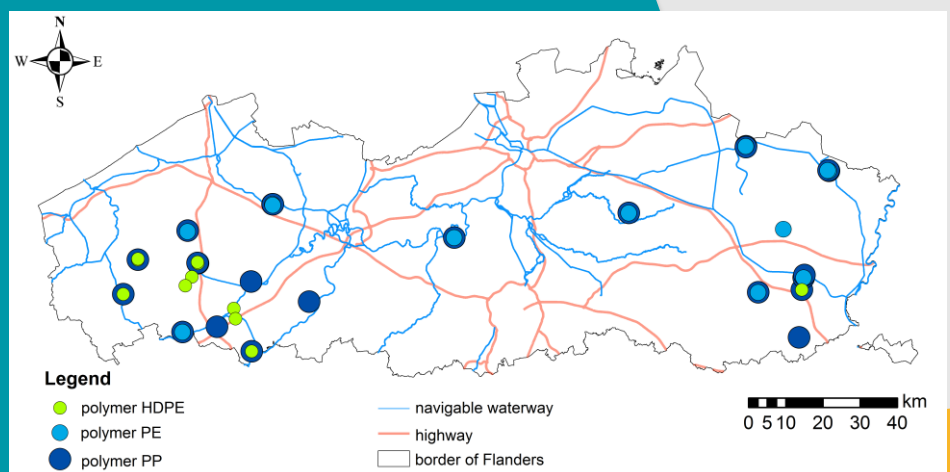 N
W E
S
Legend
polymer HDPE
polymer PE
polymer PP
navigable waterway
highway
border of Flanders
km
0 5 10 20 30 40